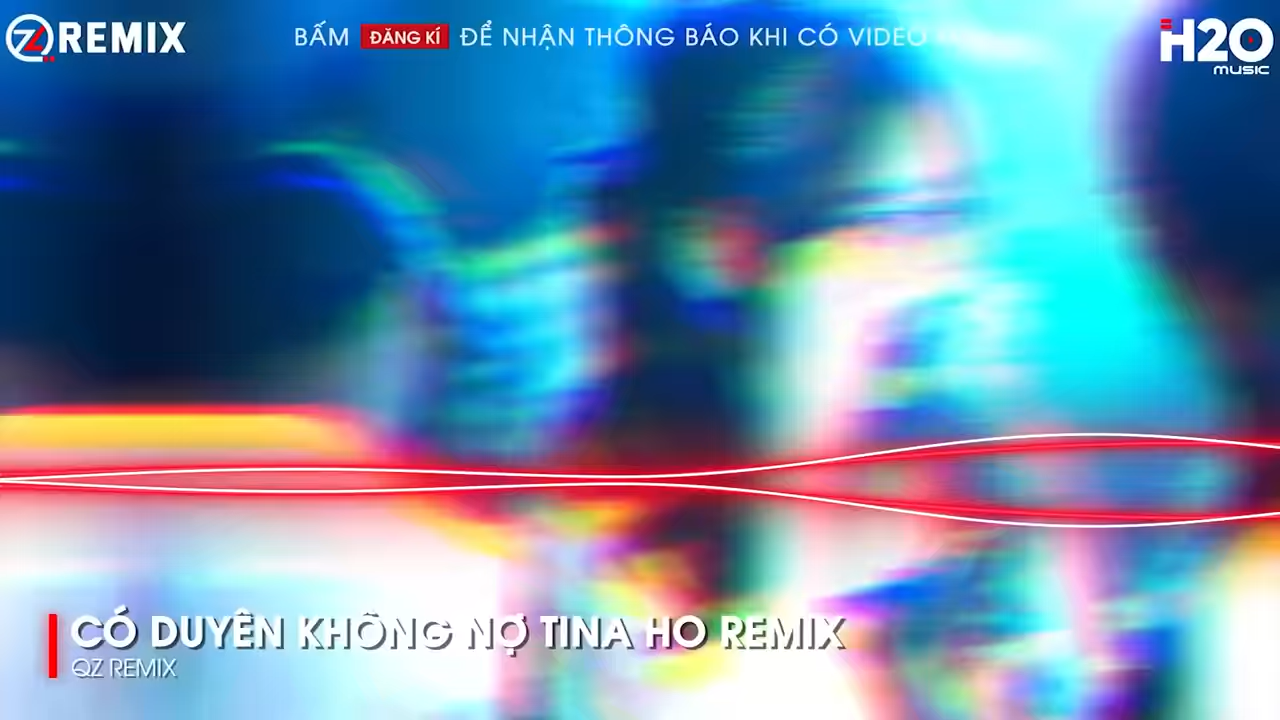 QZ REMIX
BẤM ĐĂNG KÍ ĐỂ NHẬN THÔNG BÁO KHI CÓ VIDEO
H2O
MUSIC
CÓ DUYÊN KHÔNG NỢ TINA HO REMIX
QZ REMIX